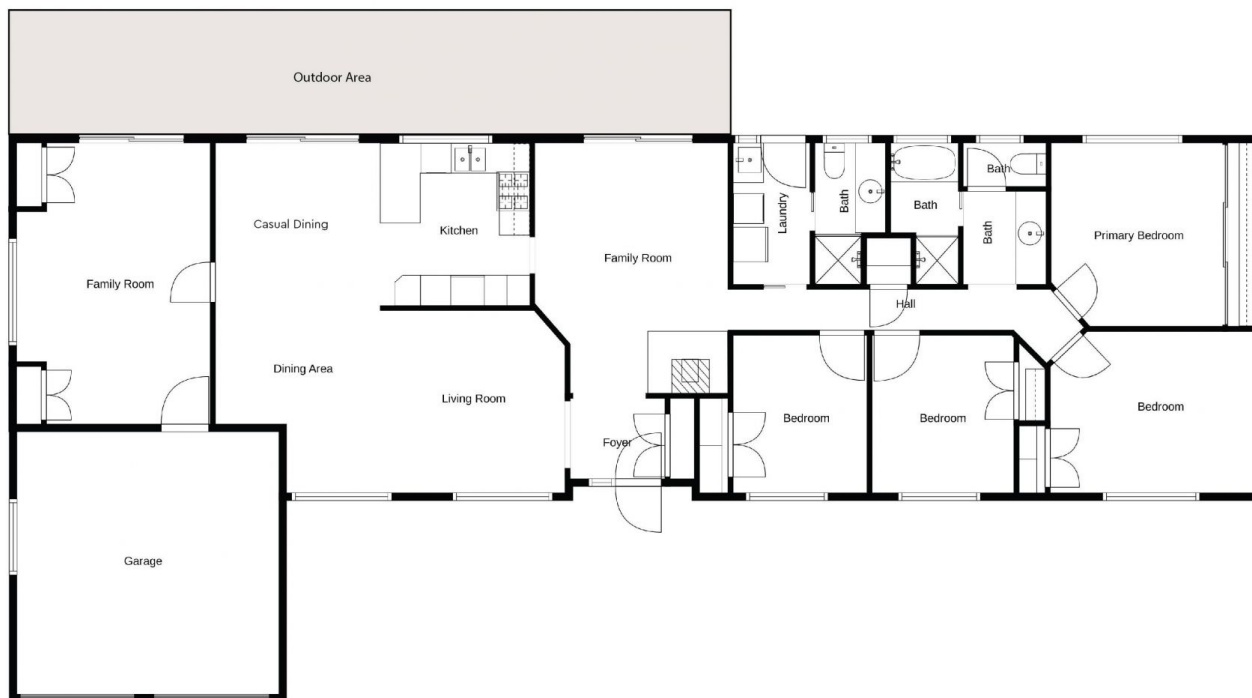 Outdoor Area
Casual Dining
Kitchen
Family Room
Family Room
Laundry
Bath
Bath
Bath
Bath
Primary Bedroom
Hall
Dining Area
Living Room
Foyer
Bedroom
Bedroom
Bedroom
Garage